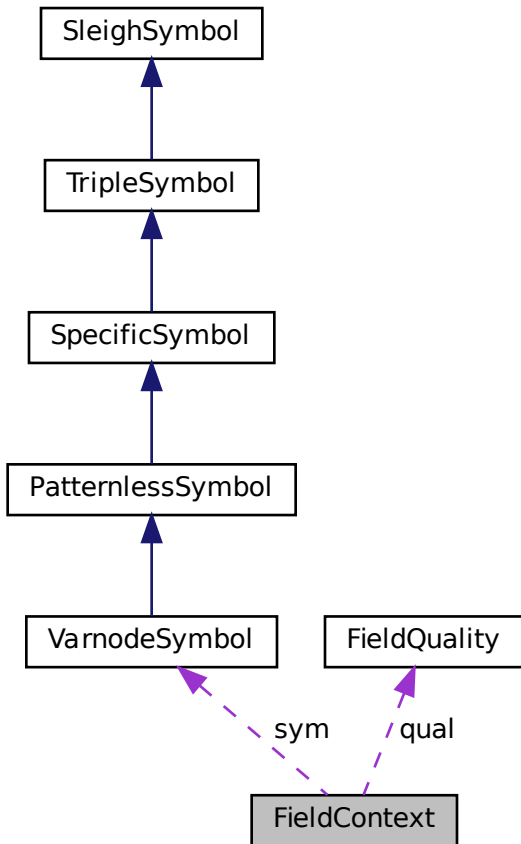 SleighSymbol
TripleSymbol
SpecificSymbol
PatternlessSymbol
VarnodeSymbol
FieldQuality
sym
qual
FieldContext